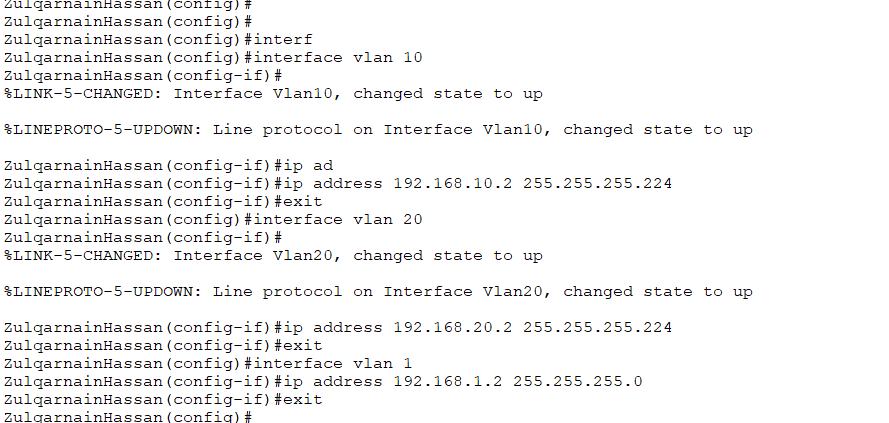 ZulqarnainHassan(config)#
ZulqarnainHassan(config)#
ZulqarnainHassan(config)#interf
ZulqarnainHassan(config)#interface vlan 10
ZulqarnainHassan(config-if)#
%LINK-5-CHANGED: Interface Vlan10, changed state to up
%LINEPROTO-5-UPDOWN: Line protocol on Interface Vlan10, changed state to up
ZulqarnainHassan(config-if)#ip ad
ZulqarnainHassan(config-if)#ip address 192.168.10.2 255.255.255.224
ZulqarnainHassan(config-if)#exit
ZulqarnainHassan(config)#interface vlan 20
ZulqarnainHassan(config-if)#
%LINK-5-CHANGED: Interface Vlan20, changed state to up
%LINEPROTO-5-UPDOWN: Line protocol on Interface Vlan20, changed state to up
ZulqarnainHassan(config-if)#ip address 192.168.20.2 255.255.255.224
ZulqarnainHassan(config-if)#exit
ZulqarnainHassan(config)#interface vlan 1
ZulqarnainHassan(config-if)#ip address 192.168.1.2 255.255.255.0
ZulqarnainHassan(config-if)#exit
ZulqarnainHassan(config)#